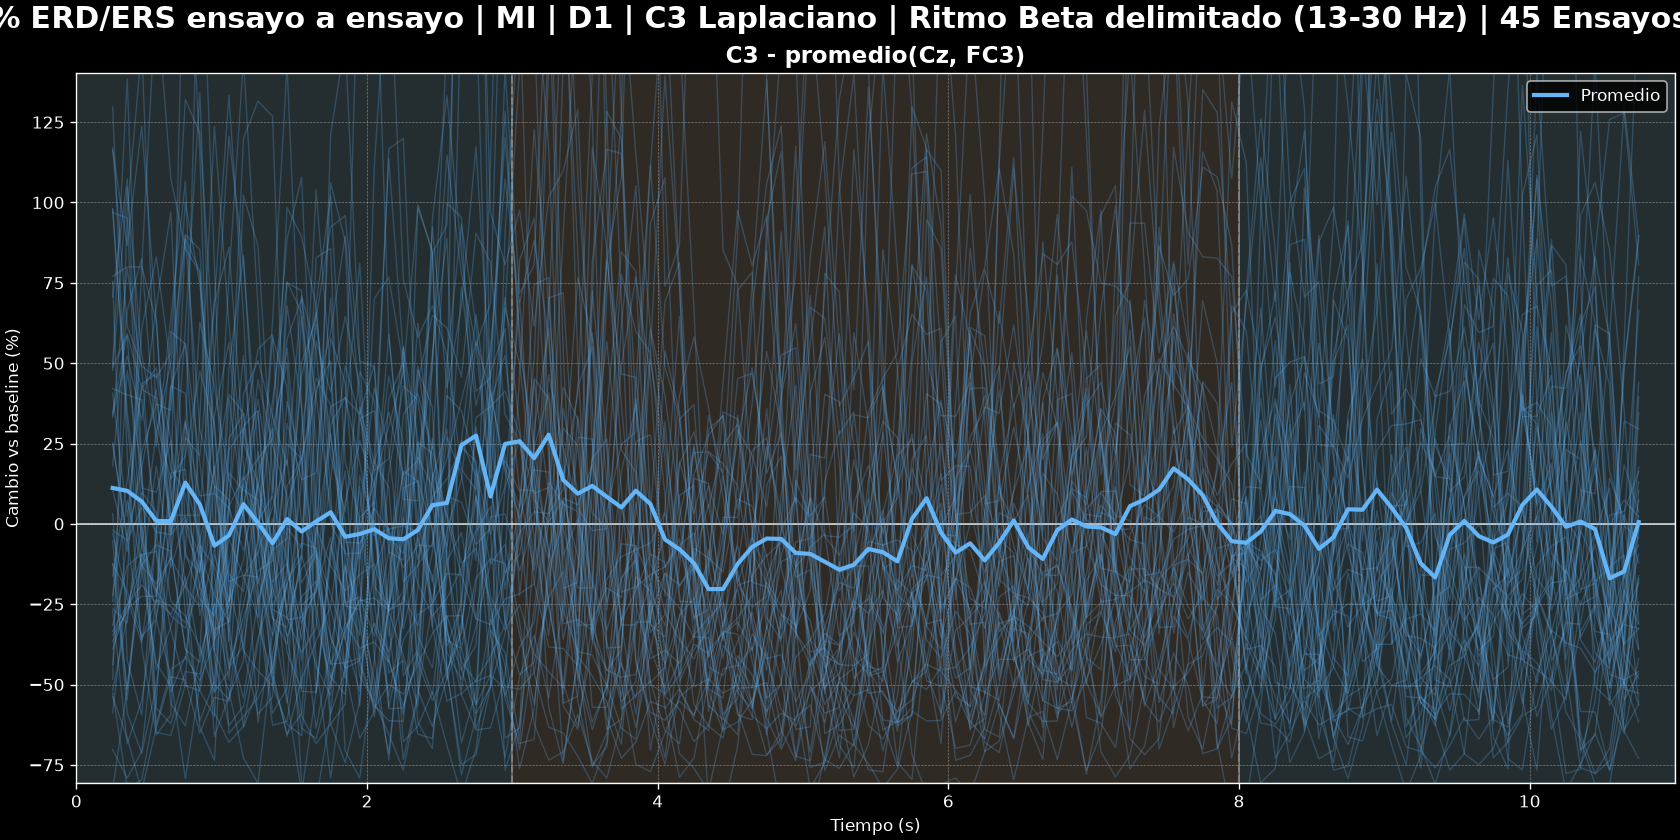 % ERD/ERS ensayo a ensayo | MI | D1 | C3 Laplaciano | Ritmo Beta delimitado (13-30 Hz) | 45 Ensayos
C3 - promedio(Cz, FC3)
Promedio
Cambio vs baseline (%)
125
100
75
50
25
0
−25
−50
−75
0 2 4 6 8 10
Tiempo (s)